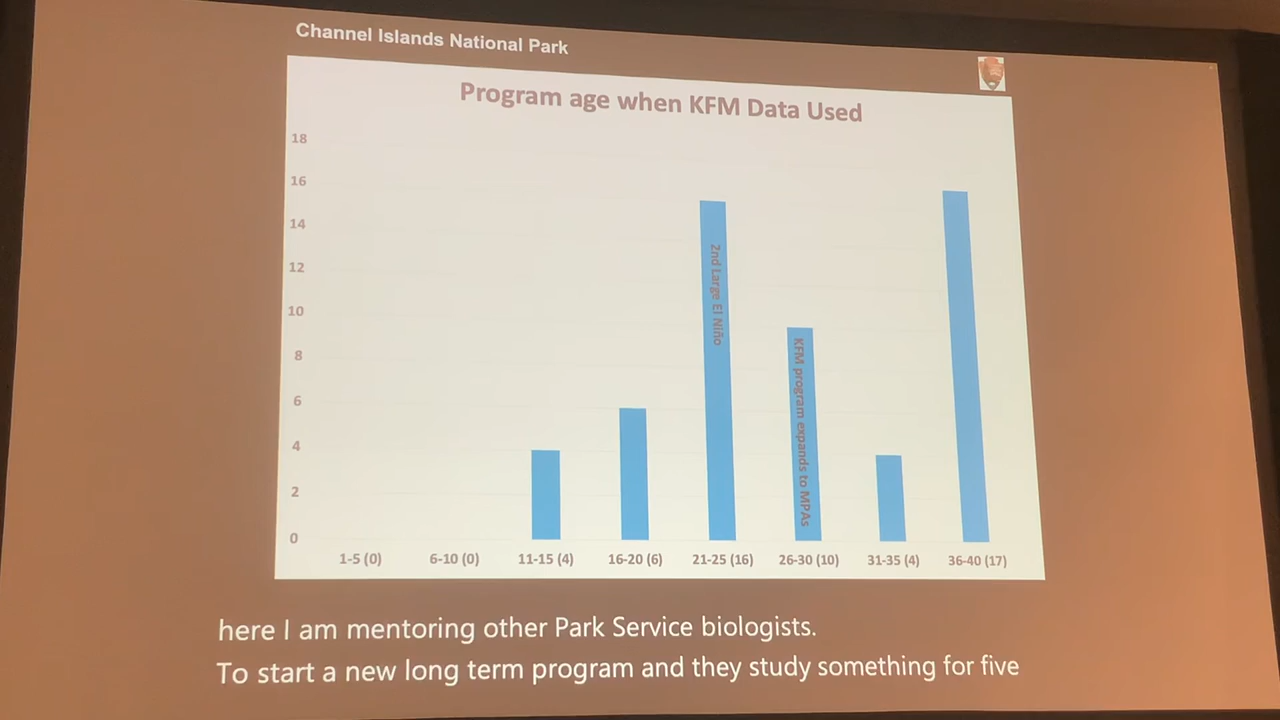 Channel Islands National Park
Program age when KFM Data Used
18
16
14
12
10
8
6
4
2
0
2nd Large El Niño
KFM program expands to MPAs
1-5 (0) 6-10 (0) 11-15 (4) 16-20 (6) 21-25 (16) 26-30 (10) 31-35 (4) 36-40 (17)
here I am mentoring other Park Service biologists.
To start a new long term program and they study something for five